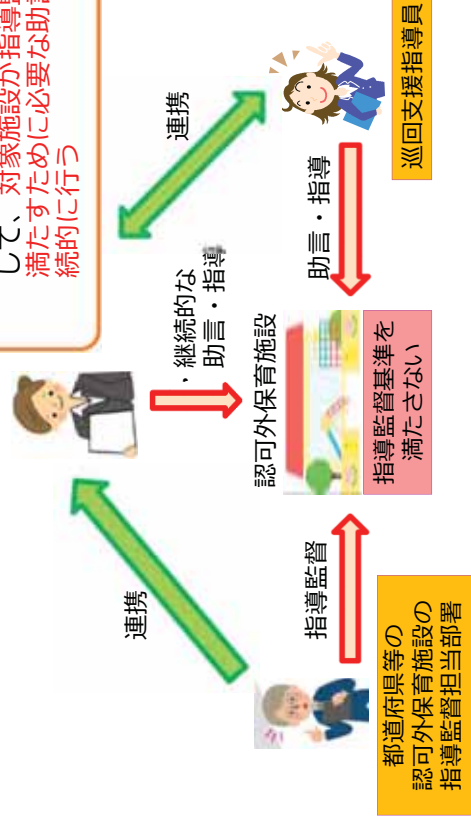 して、対象施設が指導監
満たすために必要な助言
続的に行う
連携
連携
・継続的な
助言・指導
指導監督
認可外保育施設
助言・指導
指導監督基準を
満たさない
都道府県等の
認可外保育施設の
指導監督担当部署
巡回支援指導員